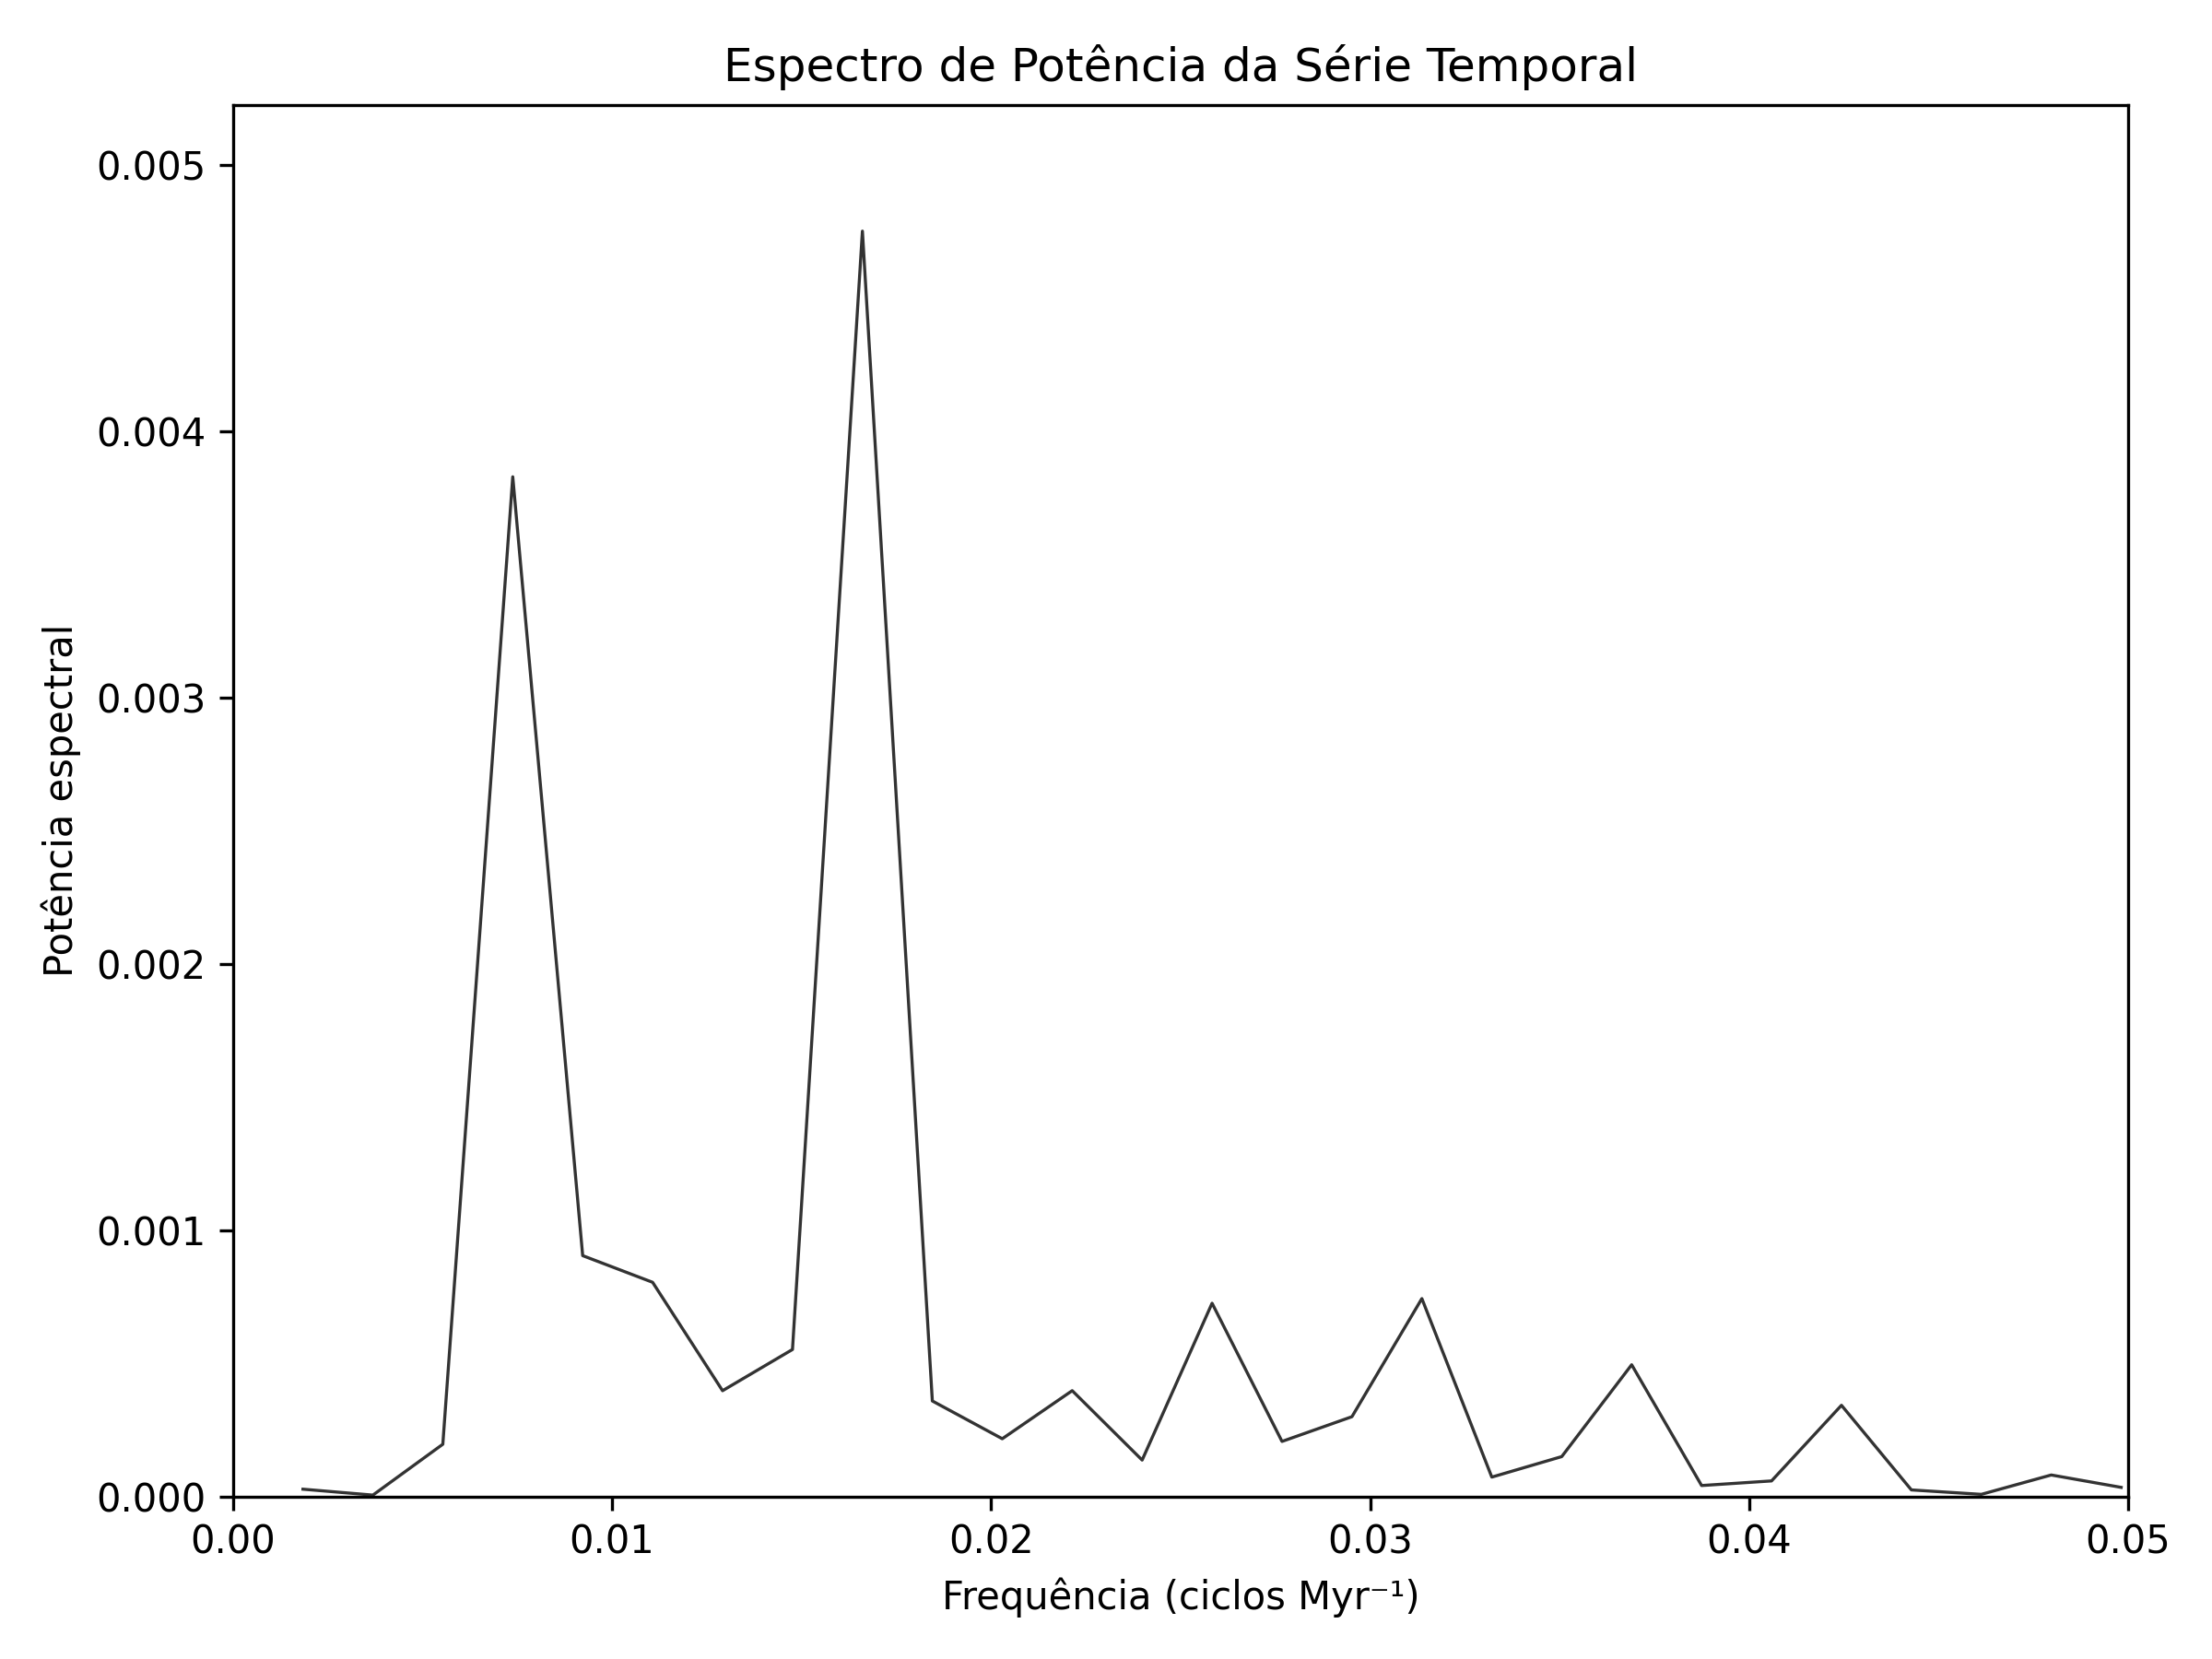 Espectro de Potência da Série Temporal
0.005
0.004
0.003
0.002
0.001
0.000
Potência espectral
0.00 0.01 0.02 0.03 0.04 0.05
Frequência (ciclos Myr⁻¹)